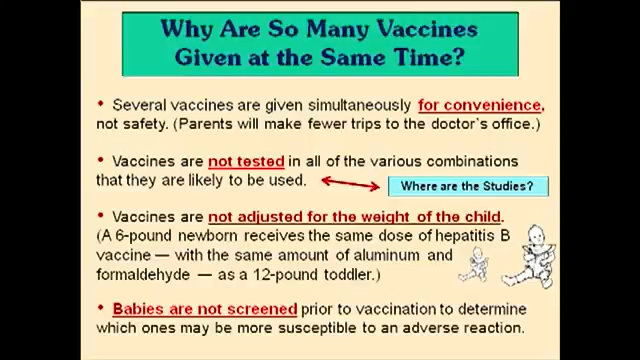 Why Are So Many Vaccines
Given at the Same Time?
• Several vaccines are given simultaneously for convenience,
not safety. (Parents will make fewer trips to the doctor's office.)
• Vaccines are not tested in all of the various combinations
that they are likely to be used.
Where are the Studies?
• Vaccines are not adjusted for the weight of the child.
(A 6-pound newborn receives the same dose of hepatitis B
vaccine — with the same amount of aluminum and
formaldehyde — as a 12-pound toddler.)
• Babies are not screened prior to vaccination to determine
which ones may be more susceptible to an adverse reaction.